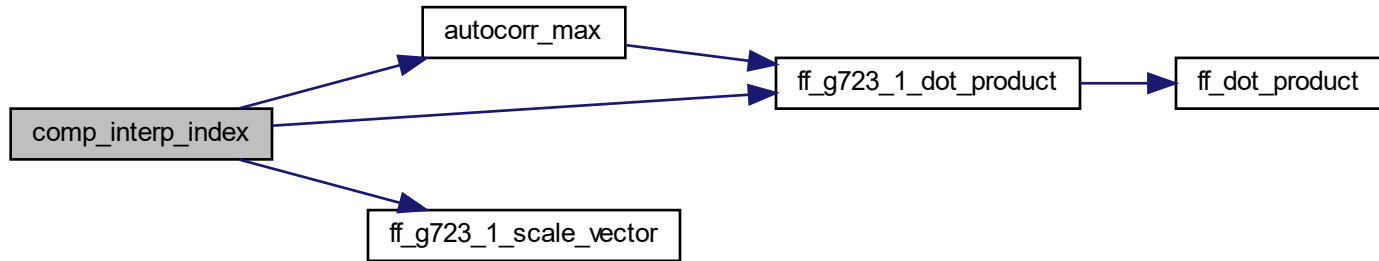 autocorr_max
ff_g723_1_dot_product
ff_dot_product
comp_interp_index
ff_g723_1_scale_vector